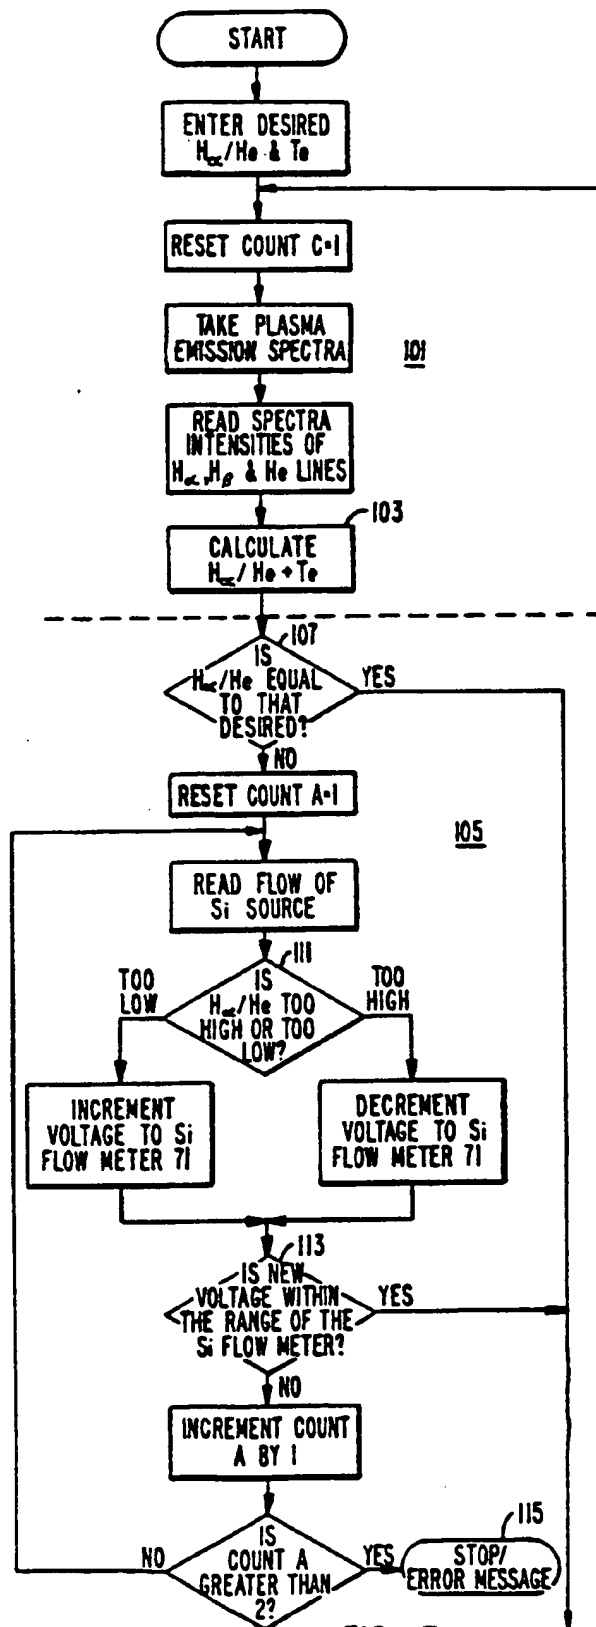 START
ENTER DESIRED
Hα/He & Te
RESET COUNT C=1
TAKE PLASMA
EMISSION SPECTRA
101
READ SPECTRA
INTENSITIES OF
Hα, Hβ & He LINES
103
CALCULATE
Hα/He + Te
107
IS
Hα/He EQUAL
TO THAT
DESIRED?
YES
NO
RESET COUNT A=1
105
READ FLOW OF
Si SOURCE
111
TOO
LOW
IS
Hα/He TOO
HIGH OR TOO
LOW?
TOO
HIGH
INCREMENT
VOLTAGE TO Si
FLOW METER 71
DECREMENT
VOLTAGE TO Si
FLOW METER 71
113
IS NEW
VOLTAGE WITHIN
THE RANGE OF THE
Si FLOW METER?
YES
NO
INCREMENT COUNT
A BY 1
NO
IS
COUNT A
GREATER THAN
2?
YES
115
STOP/
ERROR MESSAGE